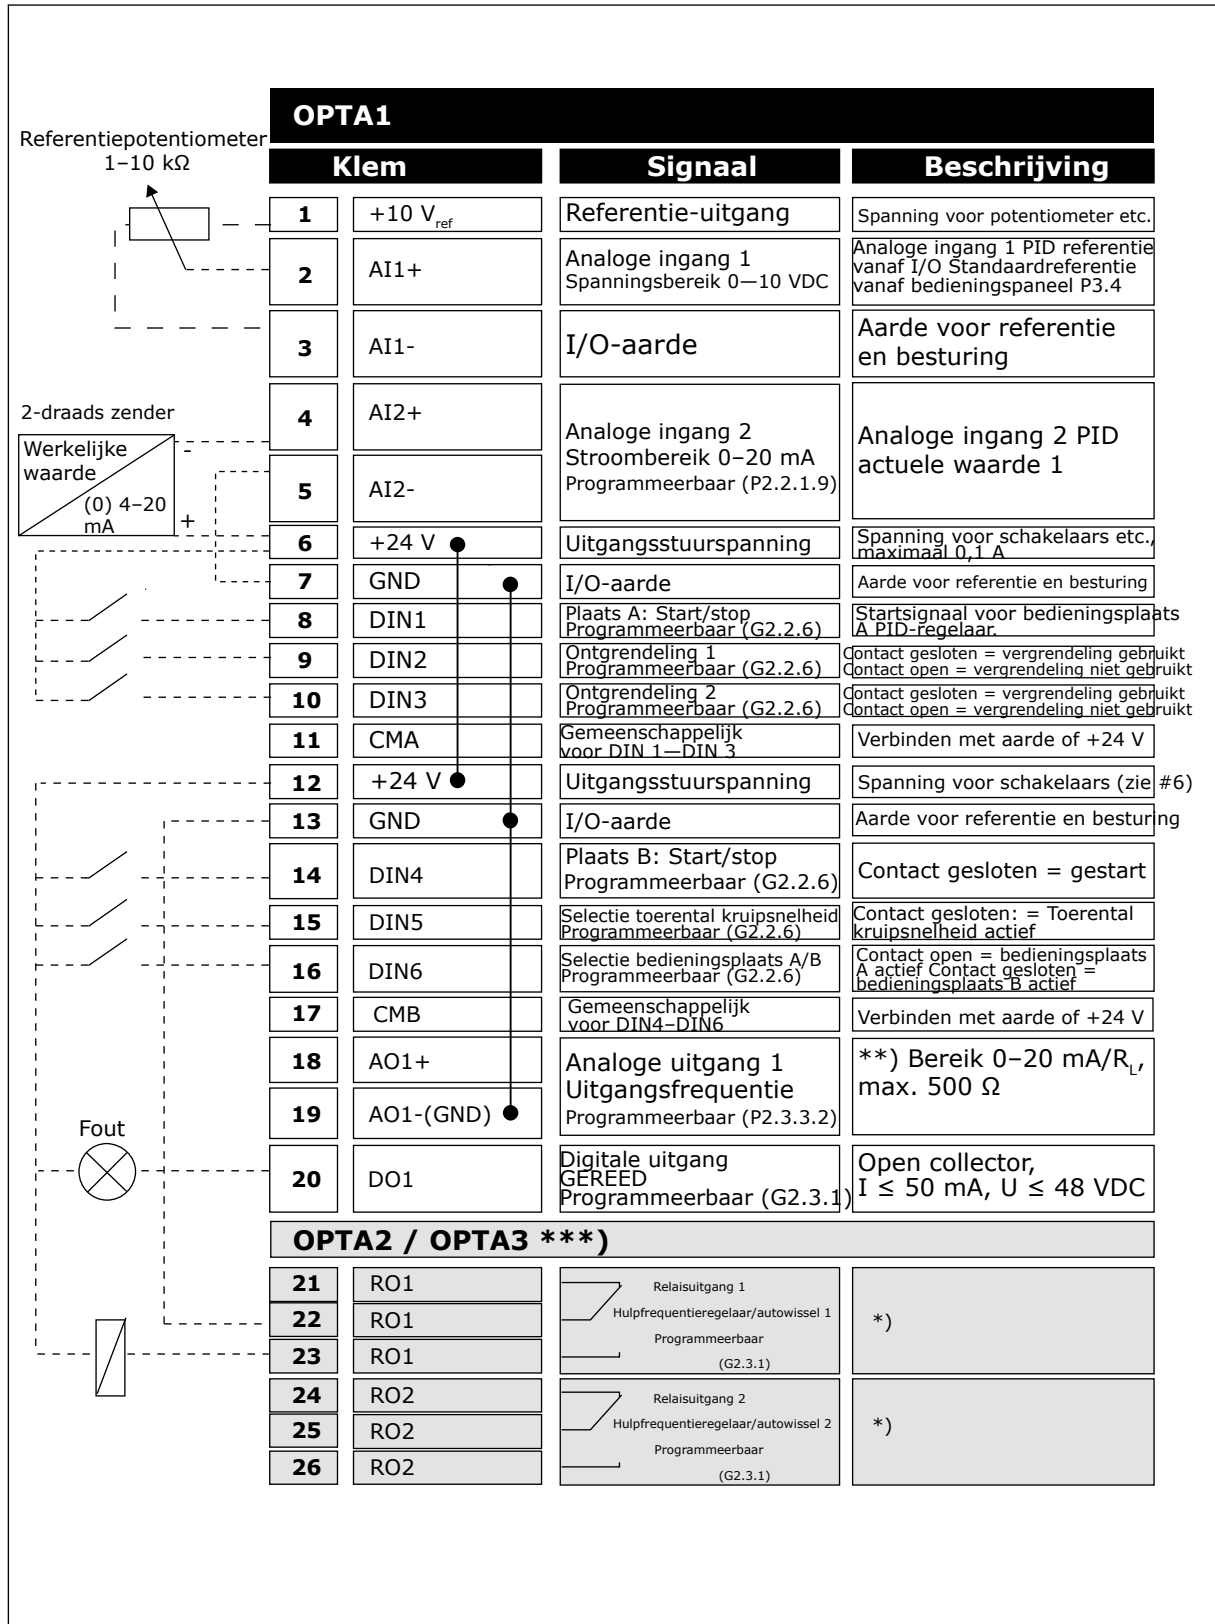 OPTA1
Referentiepotentiometer
1–10 kΩ
Klem
Signaal
Beschrijving
1
+10 Vref
Referentie-uitgang
Spanning voor potentiometer etc.
2
AI1+
Analoge ingang 1
Spanningsbereik 0—10 VDC
Analoge ingang 1 PID referentie
vanaf I/O Standaardreferentie
vanaf bedieningspaneel P3.4
3
AI1-
I/O-aarde
Aarde voor referentie
en besturing
2-draads zender
Werkelijke
waarde
(0) 4–20
mA
-
+
4
AI2+
5
AI2-
Analoge ingang 2
Stroombereik 0–20 mA
Programmeerbaar (P2.2.1.9)
Analoge ingang 2 PID
actuele waarde 1
6
+24 V
Uitgangsstuurspanning
Spanning voor schakelaars etc.,
maximaal 0,1 A
7
GND
I/O-aarde
Aarde voor referentie en besturing
8
DIN1
Plaats A: Start/stop
Programmeerbaar (G2.2.6)
Startsignaal voor bedieningsplaats
A PID-regelaar.
9
DIN2
Ontgrendeling 1
Programmeerbaar (G2.2.6)
Contact gesloten = vergrendeling gebruikt
Contact open = vergrendeling niet gebruikt
10
DIN3
Ontgrendeling 2
Programmeerbaar (G2.2.6)
Contact gesloten = vergrendeling gebruikt
Contact open = vergrendeling niet gebruikt
11
CMA
Gemeenschappelijk
voor DIN 1—DIN 3
Verbinden met aarde of +24 V
12
+24 V
Uitgangsstuurspanning
Spanning voor schakelaars (zie #6)
13
GND
I/O-aarde
Aarde voor referentie en besturing
14
DIN4
Plaats B: Start/stop
Programmeerbaar (G2.2.6)
Contact gesloten = gestart
15
DIN5
Selectie toerental kruipsnelheid
Programmeerbaar (G2.2.6)
Contact gesloten: = Toerental
kruipsnelheid actief
16
DIN6
Selectie bedieningsplaats A/B
Programmeerbaar (G2.2.6)
Contact open = bedieningsplaats
A actief Contact gesloten =
bedieningsplaats B actief
17
CMB
Gemeenschappelijk
voor DIN4–DIN6
Verbinden met aarde of +24 V
18
AO1+
19
AO1-(GND)
Analoge uitgang 1
Uitgangsfrequentie
Programmeerbaar (P2.3.3.2)
**) Bereik 0–20 mA/RL,
max. 500 Ω
Fout
20
DO1
Digitale uitgang
GEREED
Programmeerbaar (G2.3.1)
Open collector,
I ≤ 50 mA, U ≤ 48 VDC
OPTA2 / OPTA3 ***)
21
RO1
22
RO1
23
RO1
Relaisuitgang 1
Hulpfrequentieregelaar/autowissel 1
Programmeerbaar
(G2.3.1)
*)
24
RO2
25
RO2
26
RO2
Relaisuitgang 2
Hulpfrequentieregelaar/autowissel 2
Programmeerbaar
(G2.3.1)
*)